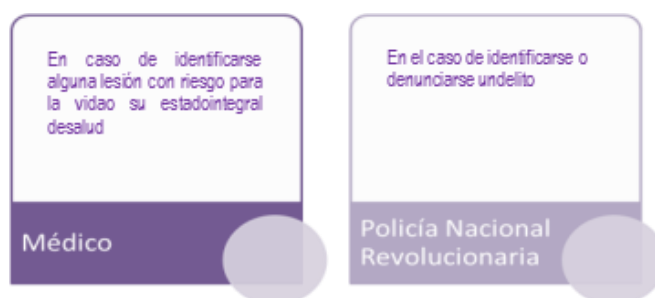 En caso de identificarse
alguna lesión con riesgo para
la vidao su estadointegral
desalud
Médico
En el caso de identificarse o
denunciarse undelito
Policía Nacional
Revolucionaria